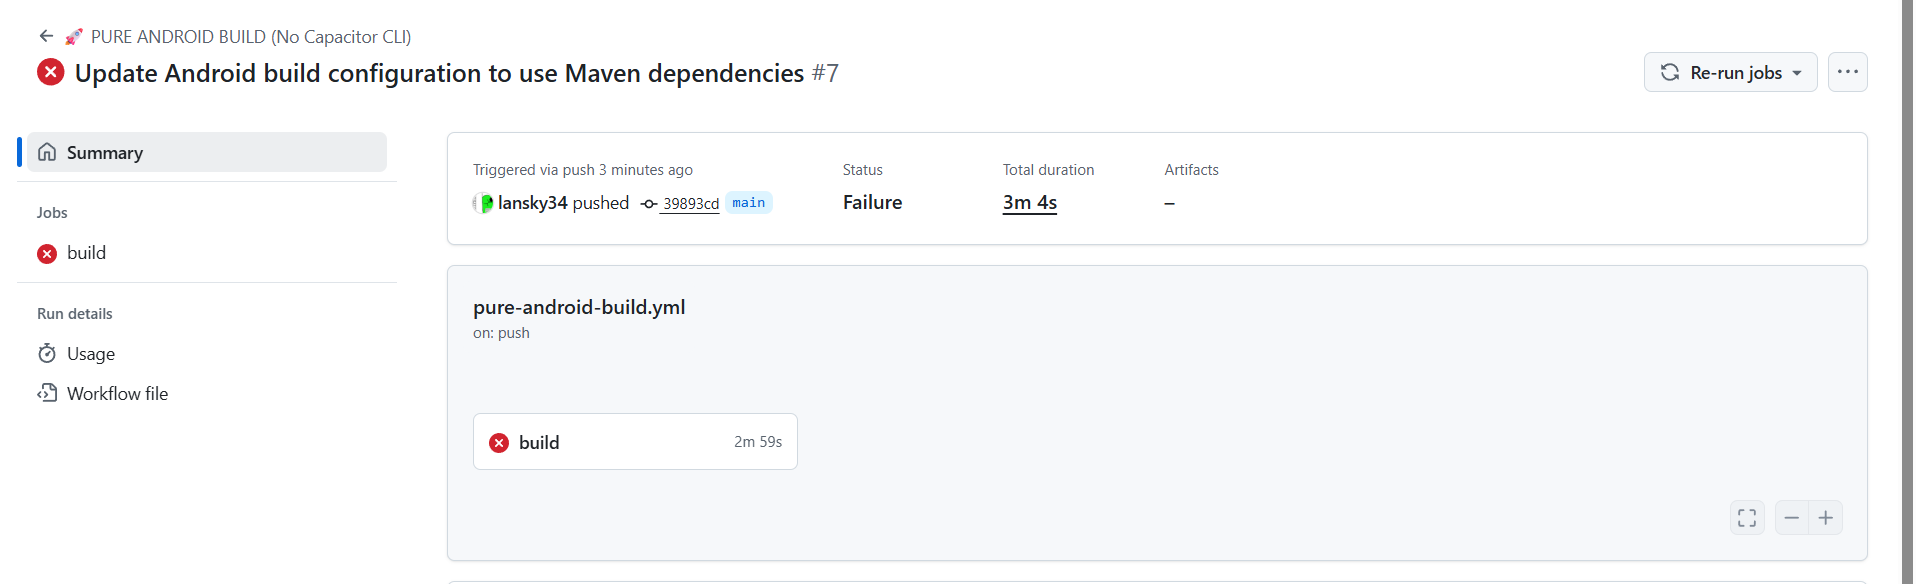 PURE ANDROID BUILD (No Capacitor CLI)
Update Android build configuration to use Maven dependencies #7
Re-run jobs
Summary
Jobs
build
Run details
Usage
Workflow file
Triggered via push 3 minutes ago
lansky34 pushed 39893cd main
Status
Failure
Total duration
3m 4s
Artifacts
–
pure-android-build.yml
on: push
build 2m 59s